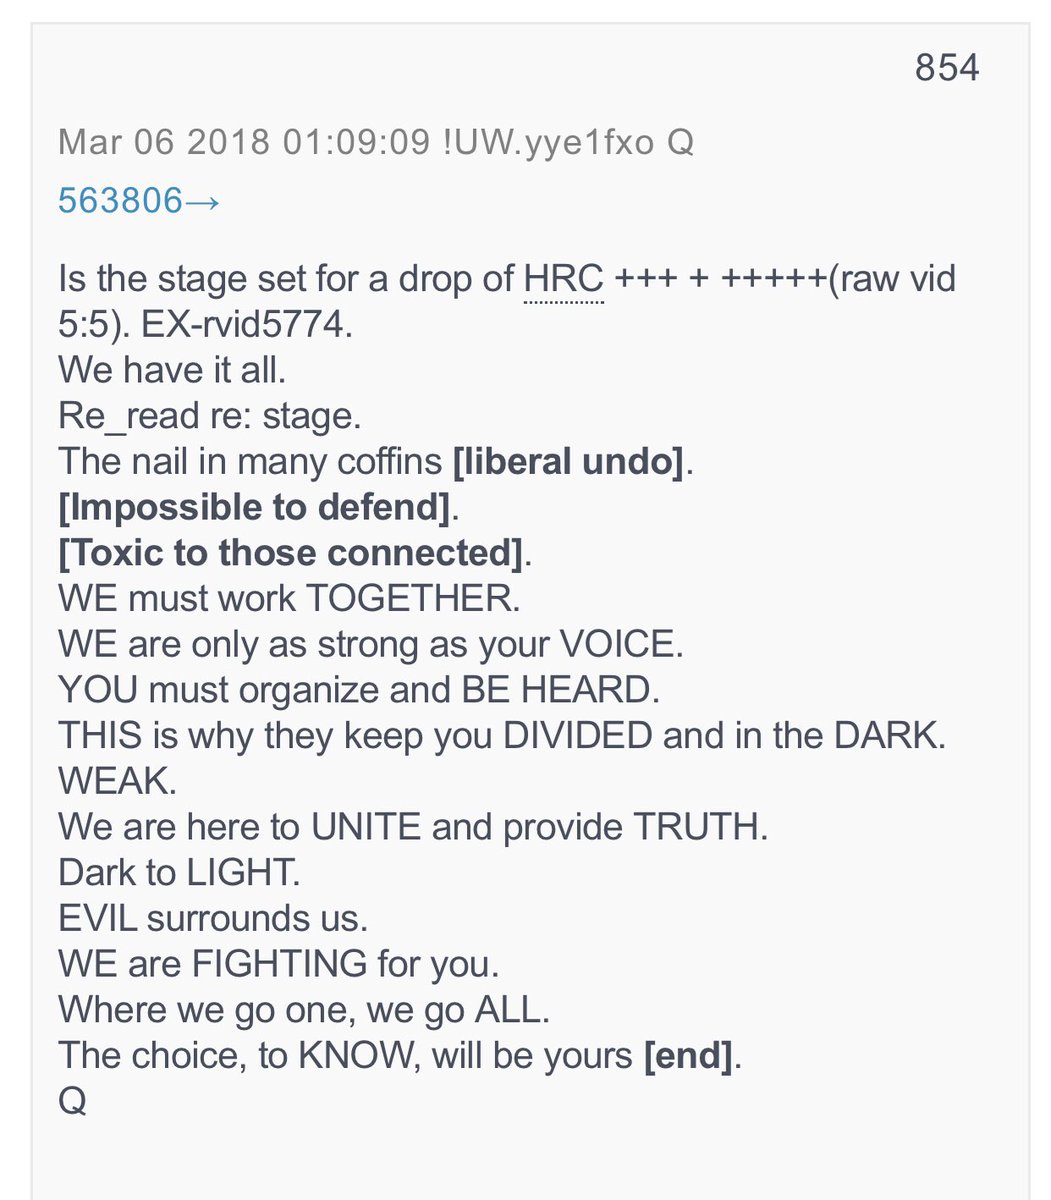 854
Mar 06 2018 01:09:09 !UW.yye1fxo Q
563806→
Is the stage set for a drop of HRC +++ + +++++(raw vid
5:5). EX-rvid5774.
We have it all.
Re_read re: stage.
The nail in many coffins [liberal undo].
[Impossible to defend].
[Toxic to those connected].
WE must work TOGETHER.
WE are only as strong as your VOICE.
YOU must organize and BE HEARD.
THIS is why they keep you DIVIDED and in the DARK.
WEAK.
We are here to UNITE and provide TRUTH.
Dark to LIGHT.
EVIL surrounds us.
WE are FIGHTING for you.
Where we go one, we go ALL.
The choice, to KNOW, will be yours [end].
Q